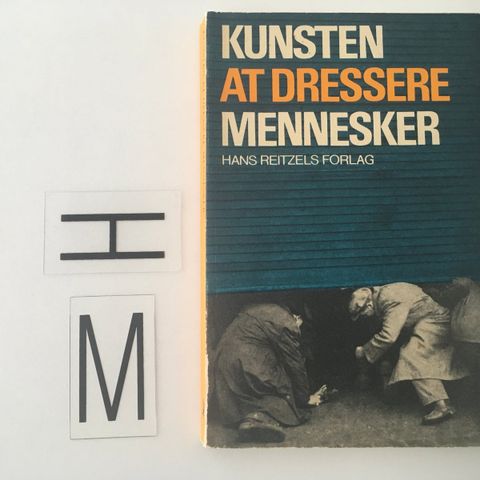 KUNSTEN
AT DRESSERE
MENNESKER
HANS REITZELS FORLAG
H
M